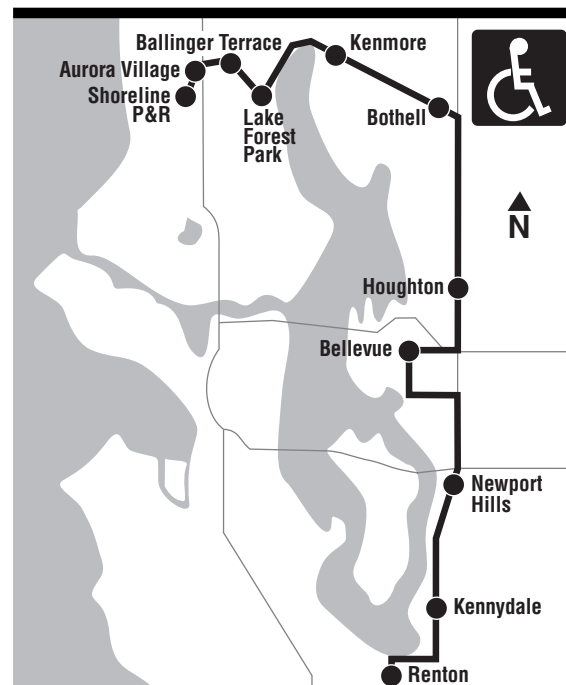 Ballinger Terrace
Kenmore
Aurora Village
Shoreline
P&R
Lake
Forest
Park
Bothell
N
Houghton
Bellevue
Newport
Hills
Kennydale
Renton